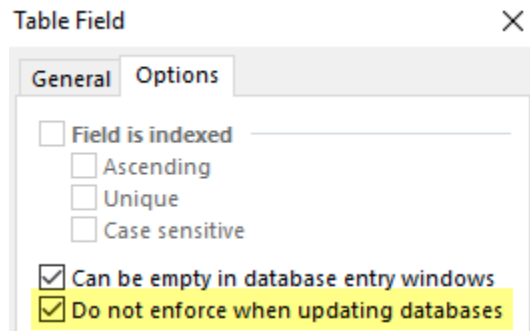 Table Field
General Options
Field is indexed
Ascending
Unique
Case sensitive
Can be empty in database entry windows
Do not enforce when updating databases